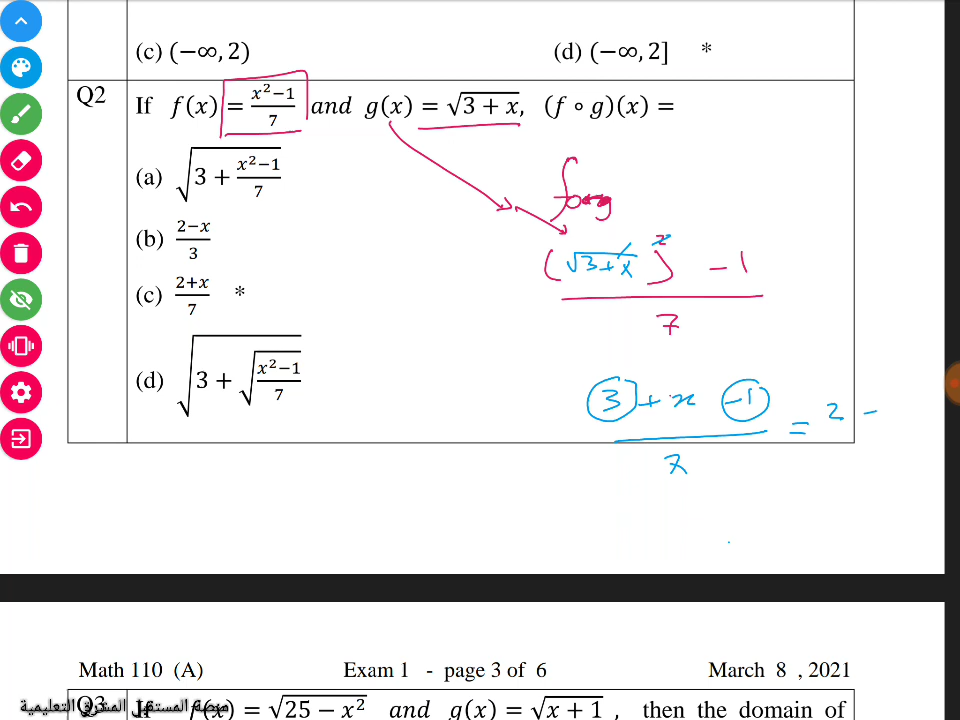 (c) (−∞, 2) (d) (−∞, 2] *
Q2 If f(x) = x²−1/7 and g(x) = √3 + x, (f ∘ g)(x) =
(a) √3 + x²−1/7
(b) 2−x/3
(c) 2+x/7 *
(d) √3 + √x²−1/7
fog
(√3+x)² − 1
7
3 + x −1 = 2 −
7
Math 110 (A) Exam 1 - page 3 of 6 March 8 , 2021
Q3 If f(x) = √25 − x² and g(x) = √x + 1 , then the domain of
منصة المستقبل المشرق التعليمية